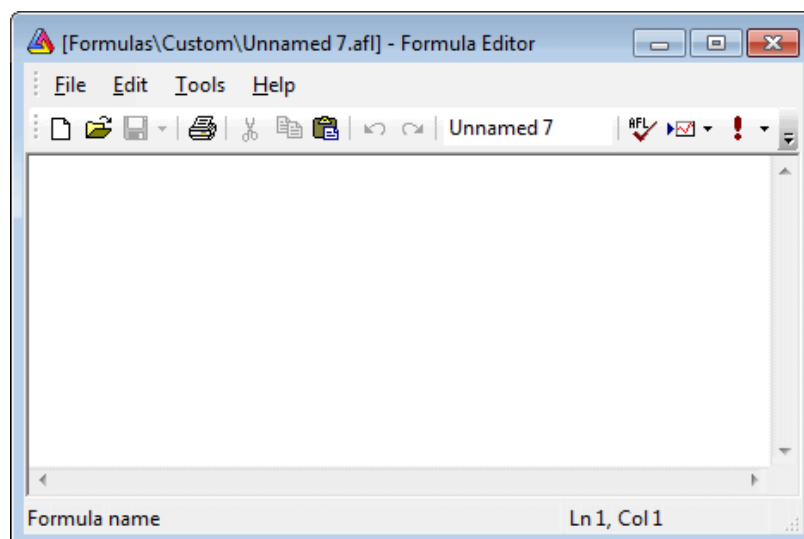 [Formulas\Custom\Unnamed 7.afl] - Formula Editor
File Edit Tools Help
Unnamed 7 AFL
Formula name Ln 1, Col 1